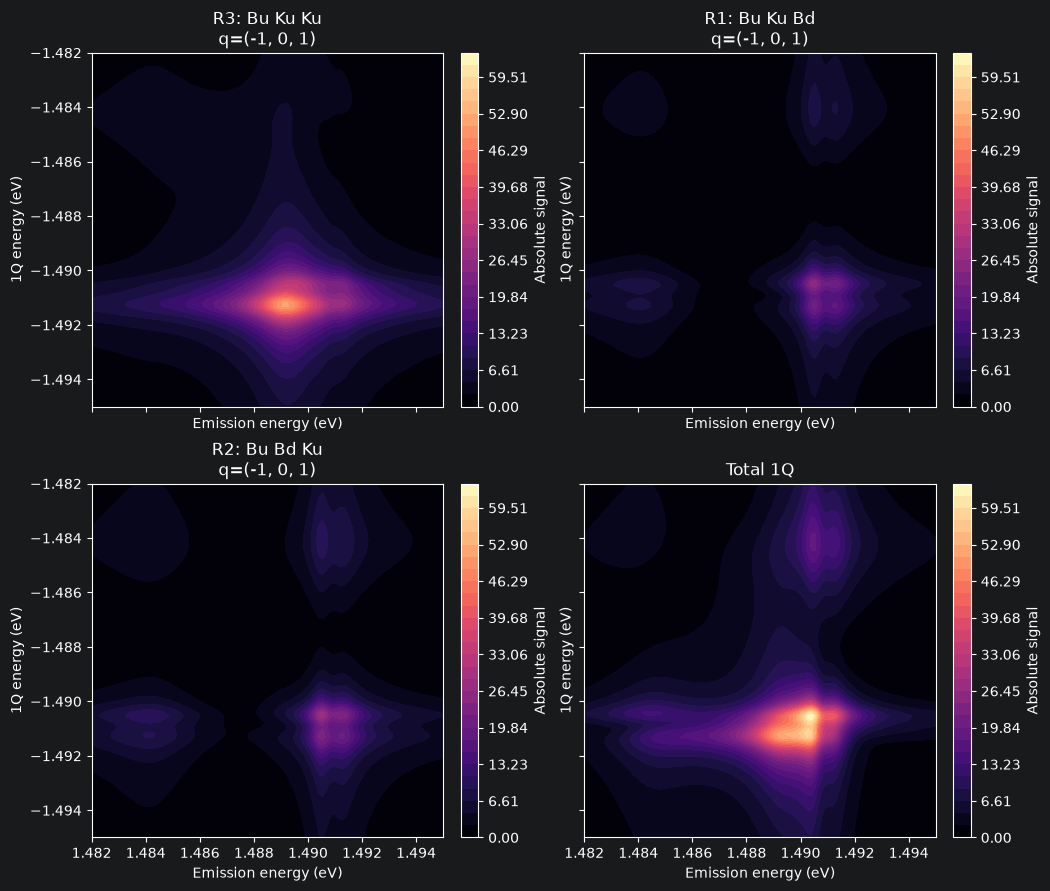 R3: Bu Ku Ku
q=(-1, 0, 1)
−1.482
−1.484
−1.486
−1.488
−1.490
−1.492
−1.494
1Q energy (eV)
Emission energy (eV)
59.51
52.90
46.29
39.68
33.06
26.45
19.84
13.23
6.61
0.00
Absolute signal
R1: Bu Ku Bd
q=(-1, 0, 1)
1Q energy (eV)
Emission energy (eV)
59.51
52.90
46.29
39.68
33.06
26.45
19.84
13.23
6.61
0.00
Absolute signal
R2: Bu Bd Ku
q=(-1, 0, 1)
−1.482
−1.484
−1.486
−1.488
−1.490
−1.492
−1.494
1Q energy (eV)
1.482 1.484 1.486 1.488 1.490 1.492 1.494
Emission energy (eV)
59.51
52.90
46.29
39.68
33.06
26.45
19.84
13.23
6.61
0.00
Absolute signal
Total 1Q
1Q energy (eV)
1.482 1.484 1.486 1.488 1.490 1.492 1.494
Emission energy (eV)
59.51
52.90
46.29
39.68
33.06
26.45
19.84
13.23
6.61
0.00
Absolute signal